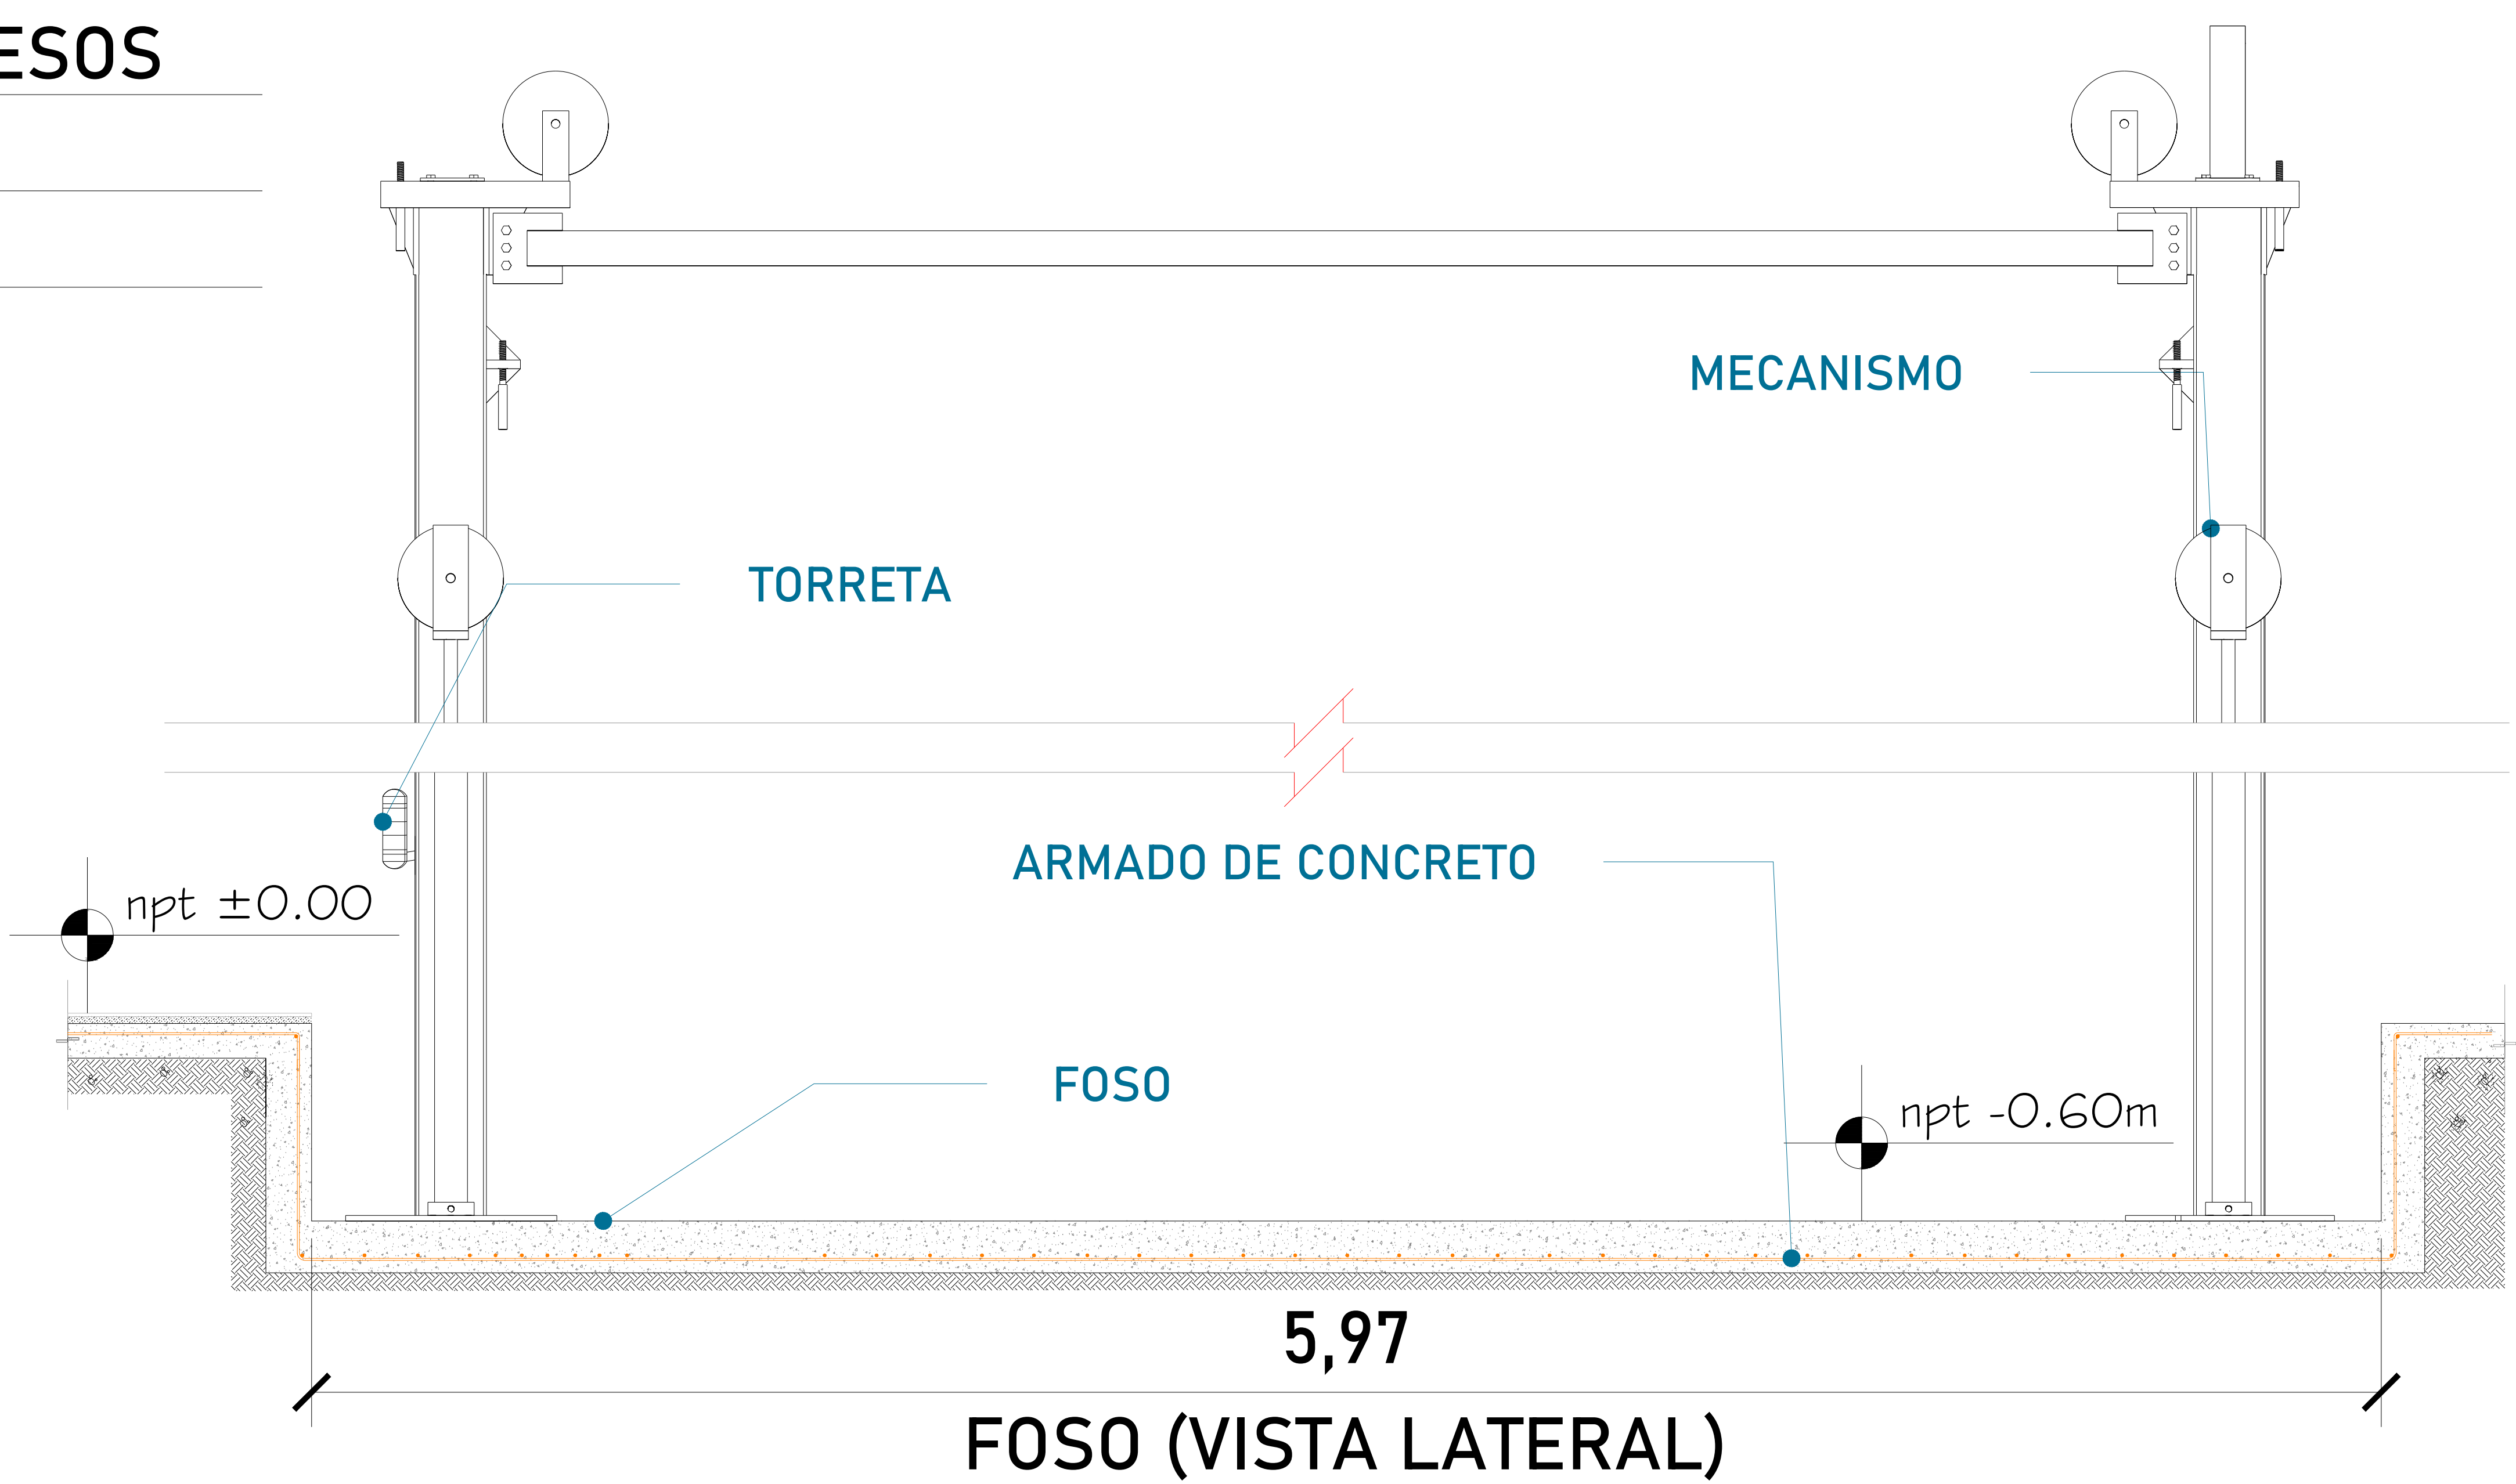 ESOS
MECANISMO
TORRETA
ARMADO DE CONCRETO
npt ±0.00
FOSO
npt -0.60m
5,97
FOSO (VISTA LATERAL)